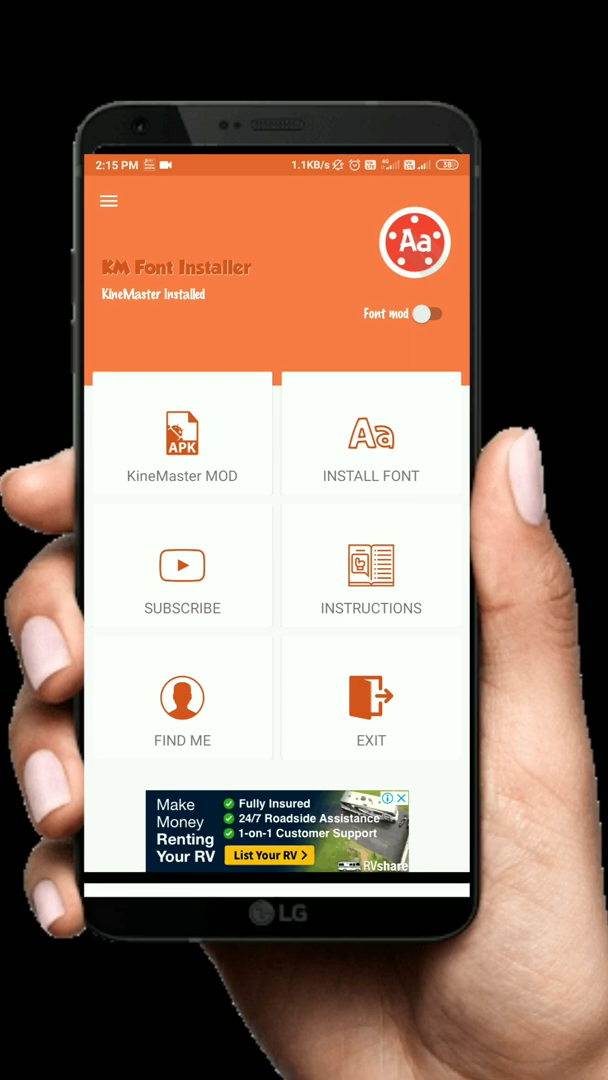 2:15 PM 1.1KB/s 4G 38
Aa
KM Font Installer
KineMaster Installed
Font mod
APK
KineMaster MOD
Aa
INSTALL FONT
SUBSCRIBE
INSTRUCTIONS
FIND ME
EXIT
Make
Money
Renting
Your RV
Fully Insured
24/7 Roadside Assistance
1-on-1 Customer Support
List Your RV
RVshare
LG